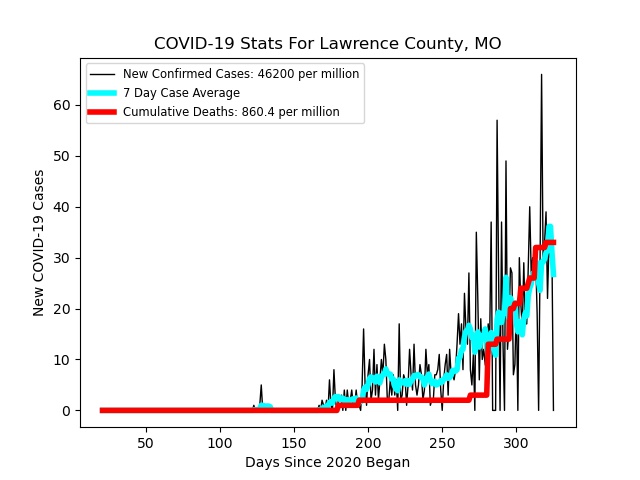 COVID-19 Stats For Lawrence County, MO
New Confirmed Cases: 46200 per million
7 Day Case Average
Cumulative Deaths: 860.4 per million
New COVID-19 Cases
60
50
40
30
20
10
0
50 100 150 200 250 300
Days Since 2020 Began